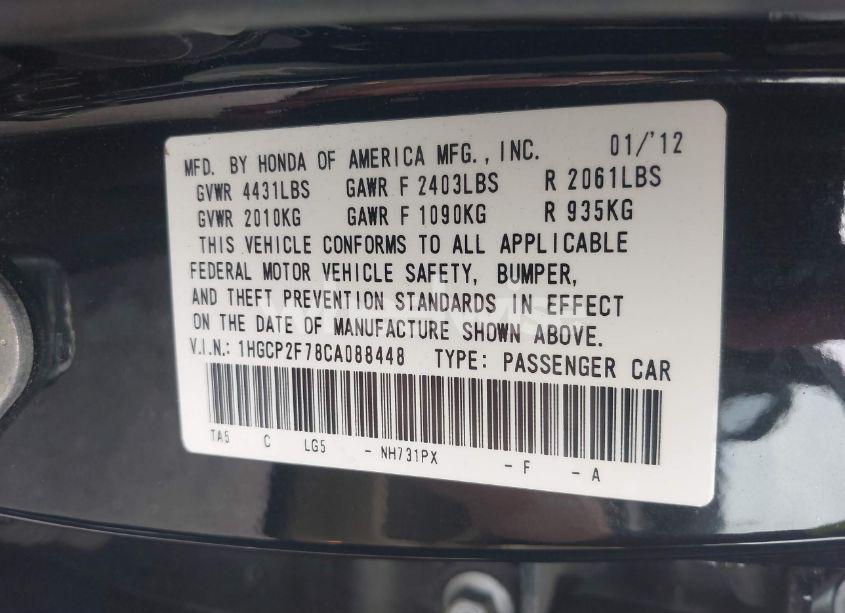 MFD. BY HONDA OF AMERICA MFG., INC. 01/'12
GVWR 4431LBS GAWR F 2403LBS R 2061LBS
GVWR 2010KG GAWR F 1090KG R 935KG
THIS VEHICLE CONFORMS TO ALL APPLICABLE
FEDERAL MOTOR VEHICLE SAFETY, BUMPER,
AND THEFT PREVENTION STANDARDS IN EFFECT
ON THE DATE OF MANUFACTURE SHOWN ABOVE.
V.I.N.: 1HGCP2F78CA088448 TYPE: PASSENGER CAR
TA5 C LG5 - NH731PX - F - A